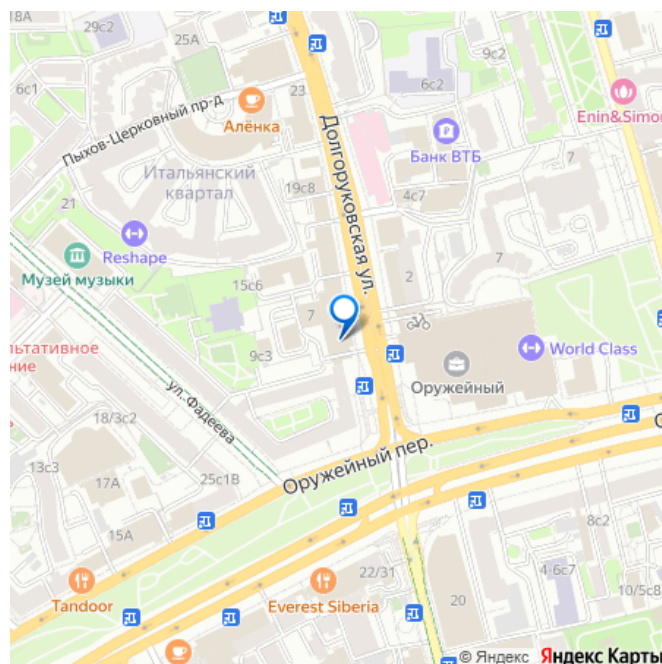 18А
29с2
25А
9с2
6с1
23
6с2
Алёнка
Enin&Simon
Пыхов-Церковный пр-д
Долгоруковская ул.
Банк ВТБ
Итальянский
квартал
7
19с8
4с7
21
Reshape
Музей музыки
15с6
2
7
7
льтативное
ние
9с3
World Class
Оружейный
ул. Фадеева
18/3с2
Оружейный пер.
С
13с3
17А
25с1В
15А
8с2
22/31
4-6с7
Tandoor
Everest Siberia
20
10/5с8
© Яндекс Яндекс Карты